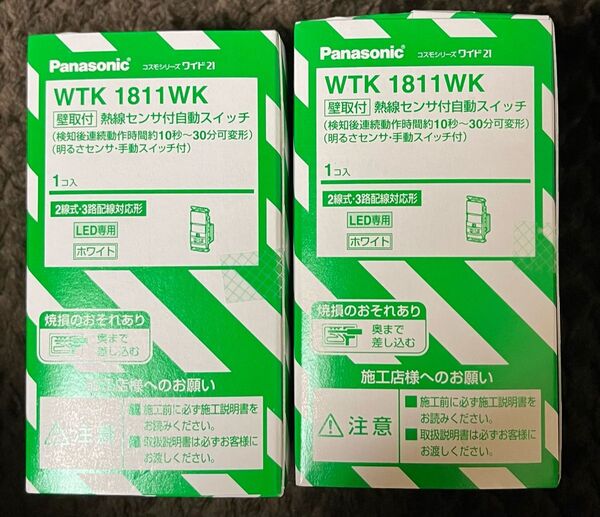 Panasonic コスモシリーズ ワイド21
WTK 1811WK
壁取付 熱線センサ付自動スイッチ
(検知後連続動作時間約10秒〜30分可変形)
(明るさセンサ・手動スイッチ付)
1コ入
2線式・3路配線対応形
LED専用
ホワイト
焼損のおそれあり
奥まで
差し込む
施工店様へのお願い
注意
施工前に必ず施工説明書を
お読みください。
取扱説明書は必ずお客様に
お渡しください。
Panasonic コスモシリーズ ワイド21
WTK 1811WK
壁取付 熱線センサ付自動スイッチ
(検知後連続動作時間約10秒〜30分可変形)
(明るさセンサ・手動スイッチ付)
1コ入
2線式・3路配線対応形
LED専用
ホワイト
焼損のおそれあり
奥まで
差し込む
施工店様へのお願い
注意
■施工前に必ず施工説明書を
お読みください。
■取扱説明書は必ずお客様に
お渡しください。